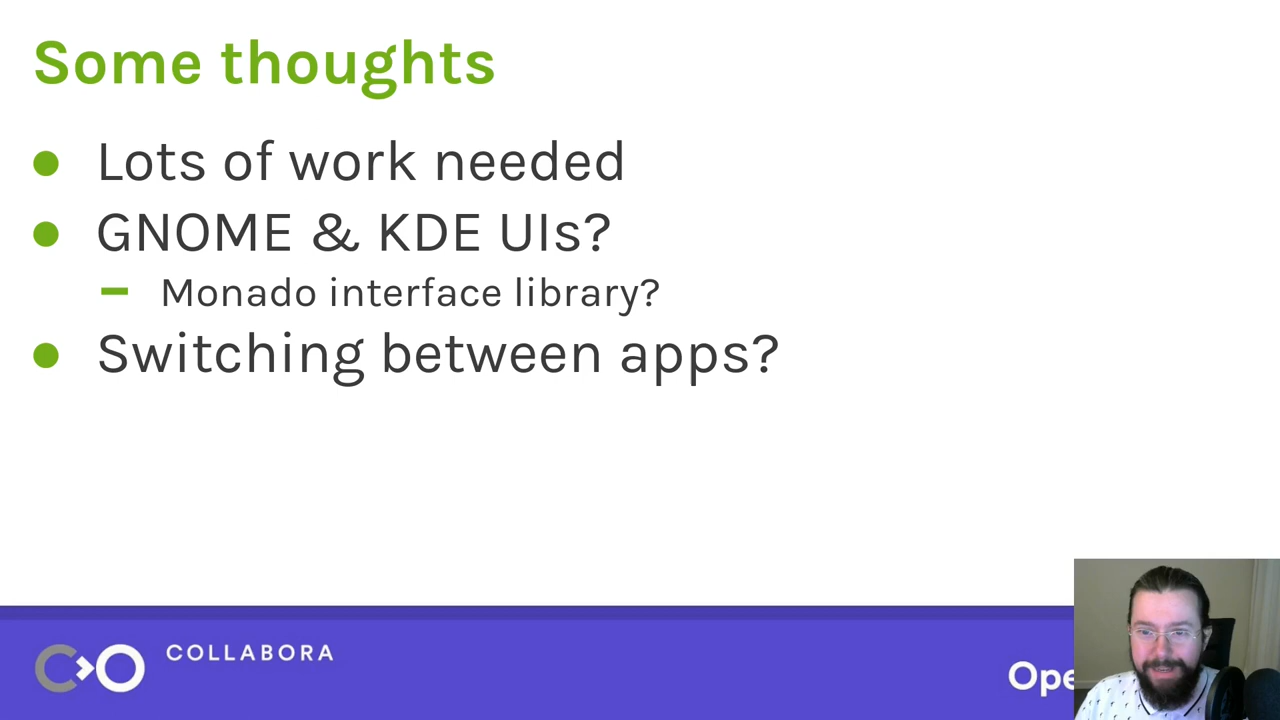 Some thoughts
Lots of work needed
GNOME & KDE UIs?
Monado interface library?
Switching between apps?
COLLABORA